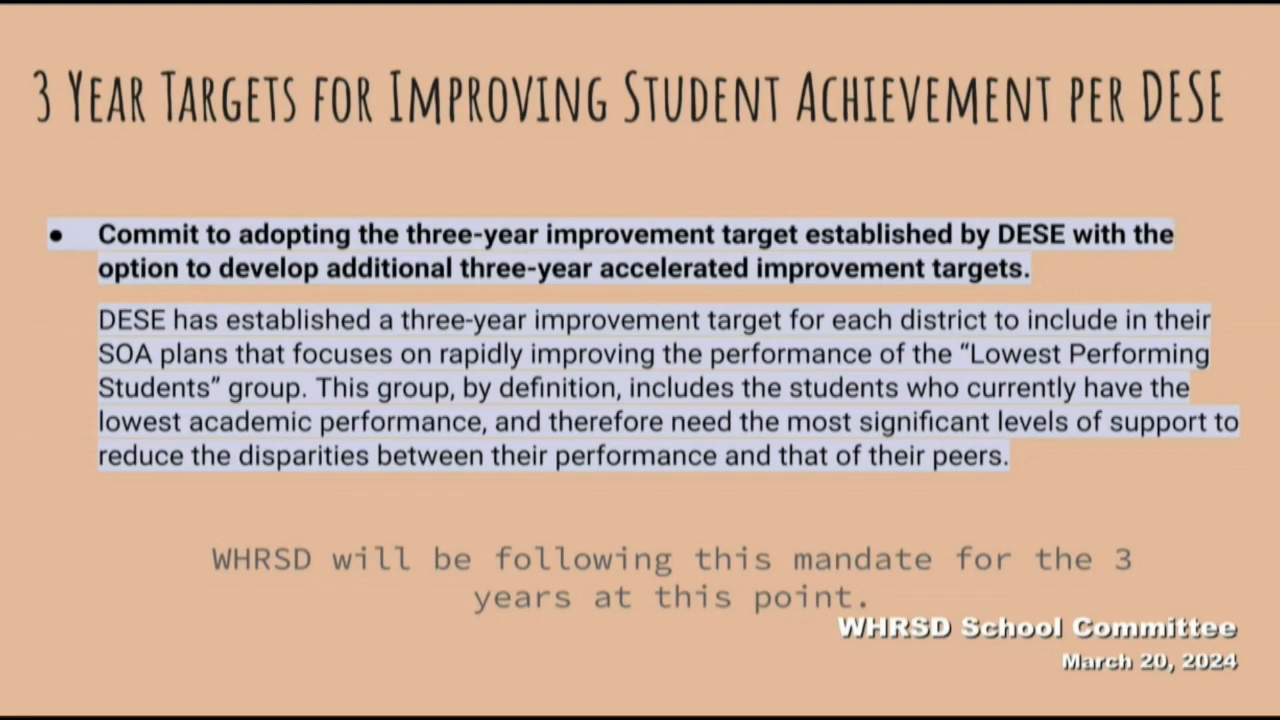 3 Year Targets for Improving Student Achievement per DESE
● Commit to adopting the three-year improvement target established by DESE with the
option to develop additional three-year accelerated improvement targets.
DESE has established a three-year improvement target for each district to include in their
SOA plans that focuses on rapidly improving the performance of the “Lowest Performing
Students” group. This group, by definition, includes the students who currently have the
lowest academic performance, and therefore need the most significant levels of support to
reduce the disparities between their performance and that of their peers.
WHRSD will be following this mandate for the 3
years at this point.
WHRSD School Committee
March 20, 2024